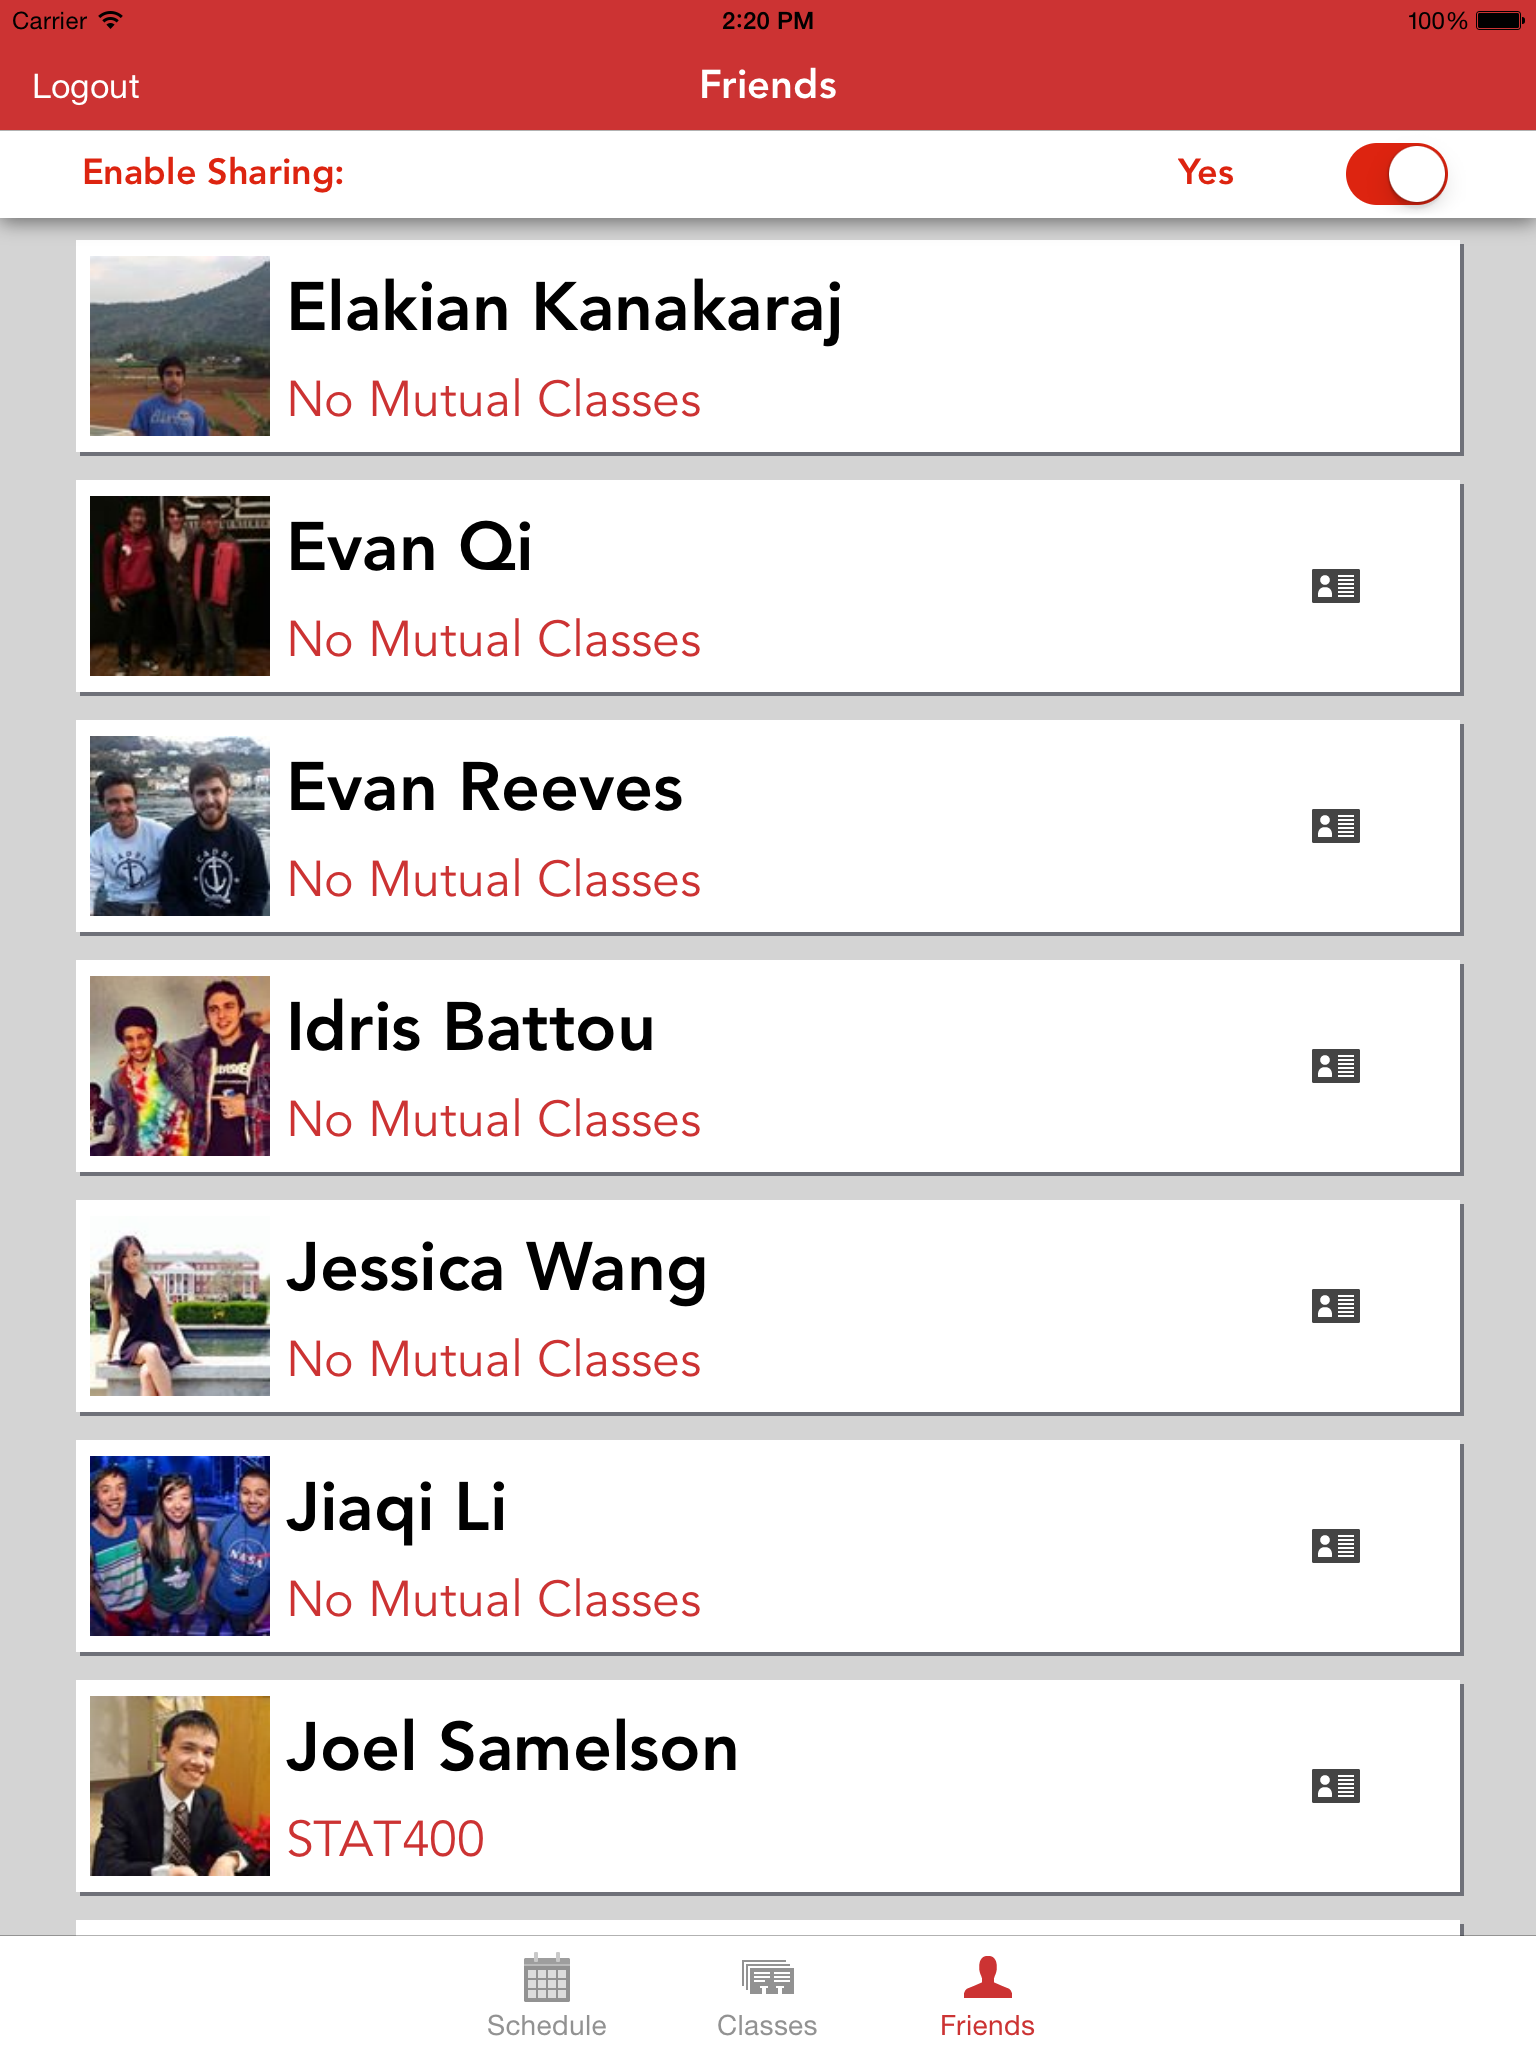 Carrier 2:20 PM 100%
Logout Friends
Enable Sharing: Yes
Elakian Kanakaraj
No Mutual Classes
Evan Qi
No Mutual Classes
Evan Reeves
No Mutual Classes
Idris Battou
No Mutual Classes
Jessica Wang
No Mutual Classes
Jiaqi Li
NASA
No Mutual Classes
Joel Samelson
STAT400
Schedule Classes Friends